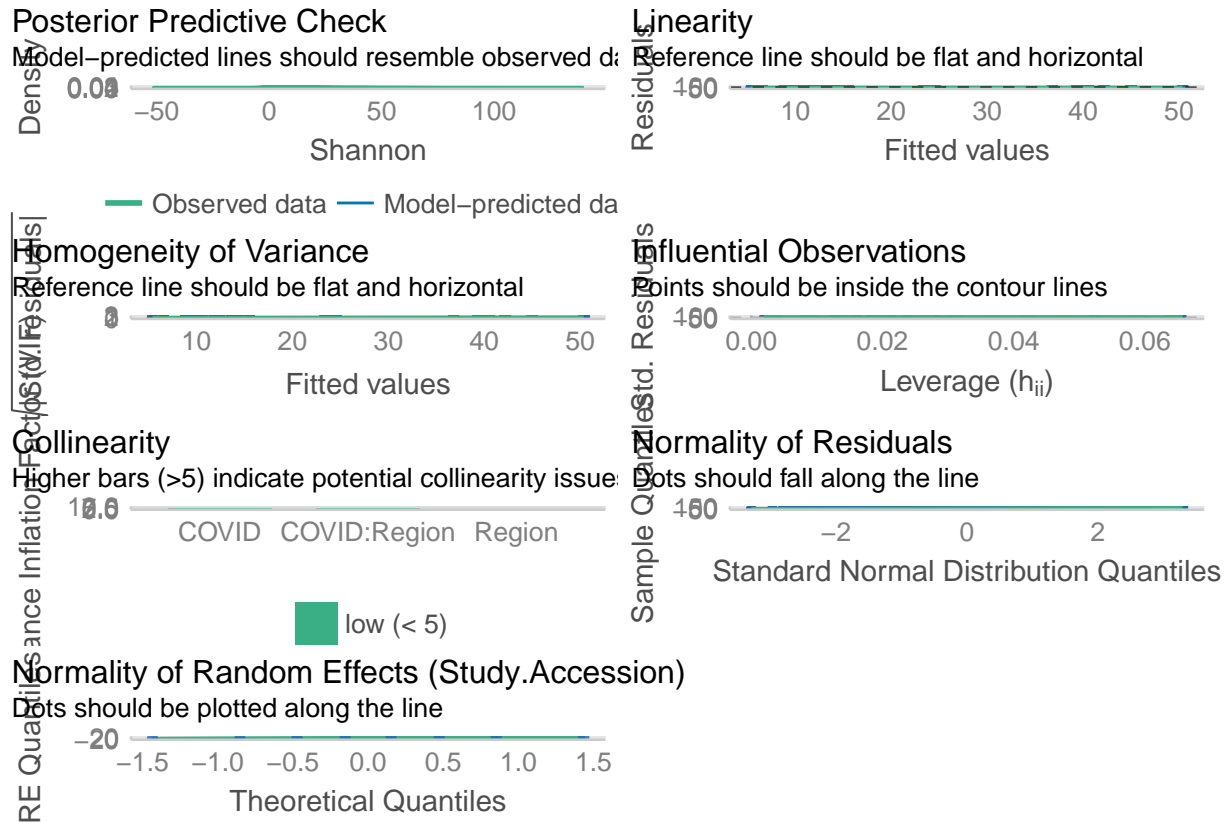 Posterior Predictive Check
Model−predicted lines should resemble observed da
Density
−50 0 50 100
Shannon
Observed data Model−predicted da
Linearity
Reference line should be flat and horizontal
Residuals
10 20 30 40 50
Fitted values
Homogeneity of Variance
Reference line should be flat and horizontal
10 20 30 40 50
Fitted values
Influential Observations
Points should be inside the contour lines
Std. Residuals
0.00 0.02 0.04 0.06
Leverage (hii)
Collinearity
Higher bars (>5) indicate potential collinearity issues
COVID COVID:Region Region
low (< 5)
Normality of Residuals
Dots should fall along the line
Sample Quantiles
−2 0 2
Standard Normal Distribution Quantiles
Normality of Random Effects (Study.Accession)
Dots should be plotted along the line
RE Quantiles
−1.5 −1.0 −0.5 0.0 0.5 1.0 1.5
Theoretical Quantiles